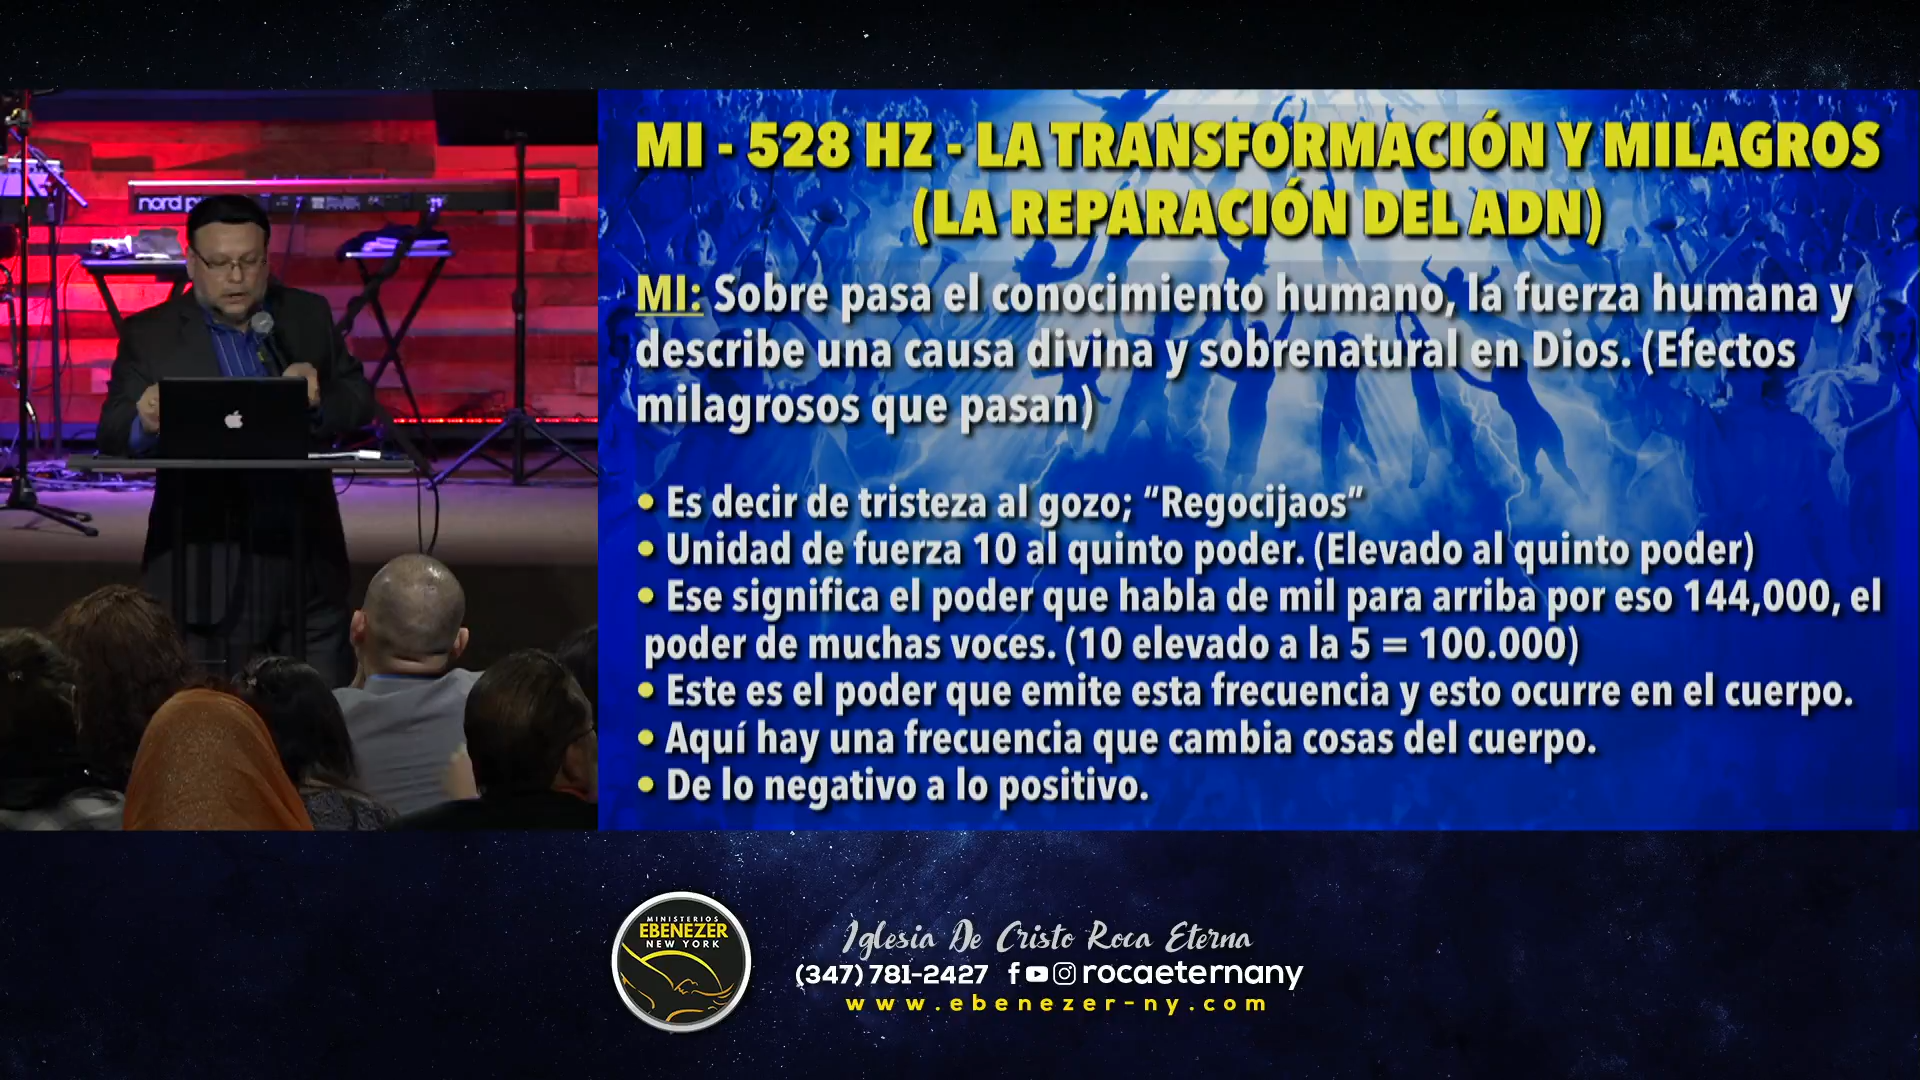 MI - 528 HZ - LA TRANSFORMACIÓN Y MILAGROS
(LA REPARACIÓN DEL ADN)
MI: Sobre pasa el conocimiento humano, la fuerza humana y
describe una causa divina y sobrenatural en Dios. (Efectos
milagrosos que pasan)
• Es decir de tristeza al gozo; “Regocijaos”
• Unidad de fuerza 10 al quinto poder. (Elevado al quinto poder)
• Ese significa el poder que habla de mil para arriba por eso 144,000, el
poder de muchas voces. (10 elevado a la 5 = 100.000)
• Este es el poder que emite esta frecuencia y esto ocurre en el cuerpo.
• Aquí hay una frecuencia que cambia cosas del cuerpo.
• De lo negativo a lo positivo.
nord
MINISTERIOS
EBENEZER
NEW YORK
Iglesia De Cristo Roca Eterna
(347) 781-2427 rocaeternany
www.ebenezer-ny.com